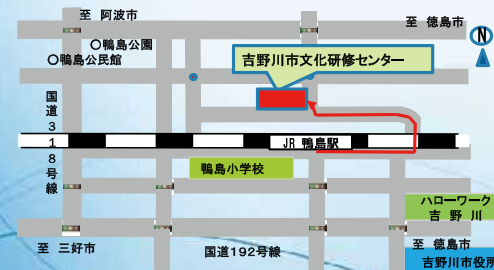 至 阿波市
至 徳島市
N
○鴨島公園
○鴨島公民館
吉野川市文化研修センター
国道318号線
JR 鴨島駅
鴨島小学校
ハローワーク
吉野川
至 三好市
国道192号線
至 徳島市
吉野川市役所